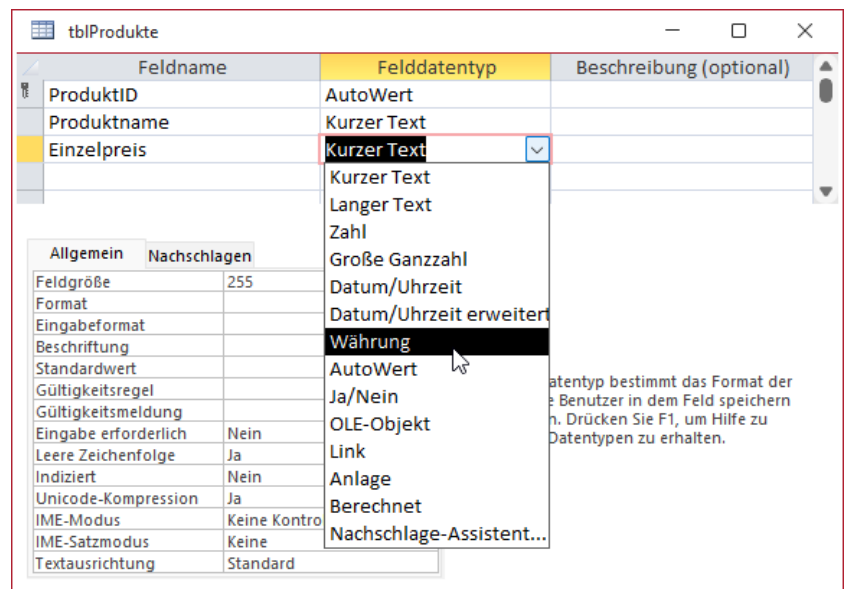 tblProdukte
Feldname Felddatentyp Beschreibung (optional)
ProduktID AutoWert
Produktname Kurzer Text
Einzelpreis Kurzer Text
Kurzer Text
Langer Text
Zahl
Große Ganzzahl
Datum/Uhrzeit
Datum/Uhrzeit erweitert
Währung
AutoWert
Ja/Nein
OLE-Objekt
Link
Anlage
Berechnet
Nachschlage-Assistent...
Allgemein Nachschlagen
Feldgröße 255
Format
Eingabeformat
Beschriftung
Standardwert
Gültigkeitsregel
Gültigkeitsmeldung
Eingabe erforderlich Nein
Leere Zeichenfolge Ja
Indiziert Nein
Unicode-Kompression Ja
IME-Modus Keine Kontro
IME-Satzmodus Keine
Textausrichtung Standard
atentyp bestimmt das Format der
e Benutzer in dem Feld speichern
n. Drücken Sie F1, um Hilfe zu
Datentypen zu erhalten.